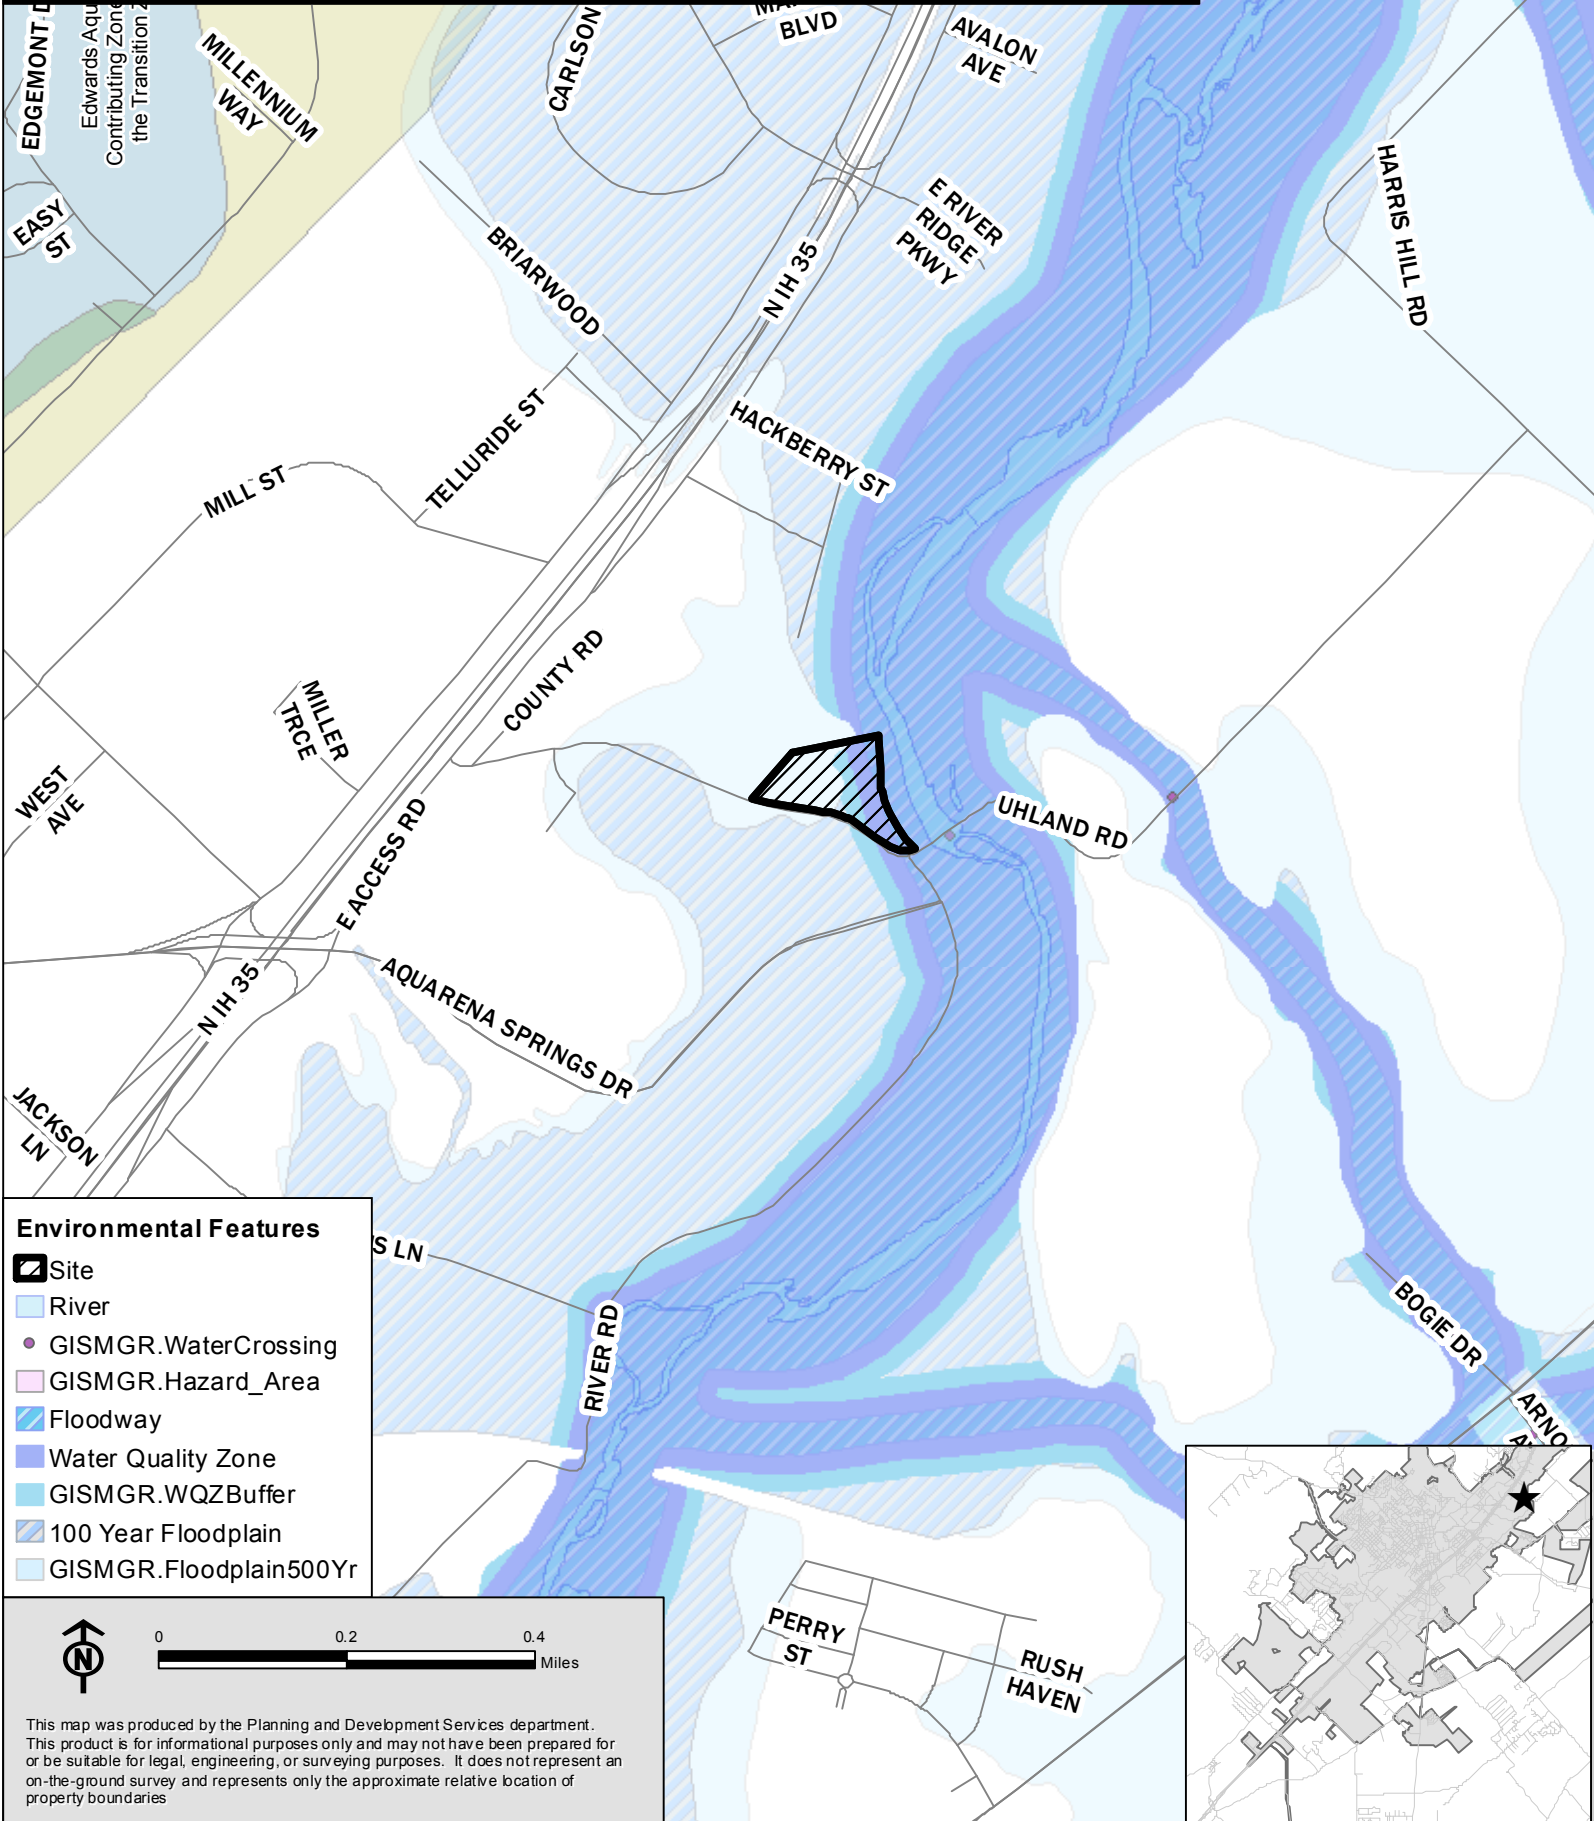 EDGEMONT
Edwards Aqu
Contributing Zone
the Transition
MILLENNIUM
WAY
CARLSON
BLVD
AVALON
AVE
EASY
ST
BRIARWOOD
N IH 35
E RIVER
RIDGE
PKWY
HARRIS HILL RD
MILL ST
TELLURIDE ST
HACKBERRY ST
COUNTY RD
MILLER
TRCE
WEST
AVE
E ACCESS RD
UHLAND RD
N IH 35
AQUARENA SPRINGS DR
JACKSON
LN
S LN
RIVER RD
BOGIE DR
ARNO
PERRY
ST
RUSH
HAVEN
Environmental Features
Site
River
GISMGR.WaterCrossing
GISMGR.Hazard_Area
Floodway
Water Quality Zone
GISMGR.WQZBuffer
100 Year Floodplain
GISMGR.Floodplain500Yr
N
0 0.2 0.4
Miles
This map was produced by the Planning and Development Services department.
This product is for informational purposes only and may not have been prepared for
or be suitable for legal, engineering, or surveying purposes. It does not represent an
on-the-ground survey and represents only the approximate relative location of
property boundaries